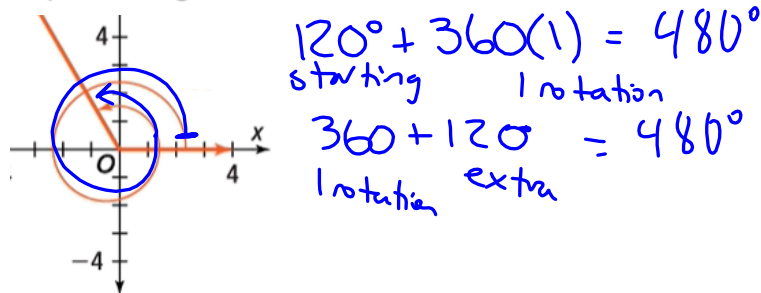 4
x
O
4
-4
120° + 360(1) = 480°
starting 1 rotation
360 + 120 = 480°
1 rotation extra